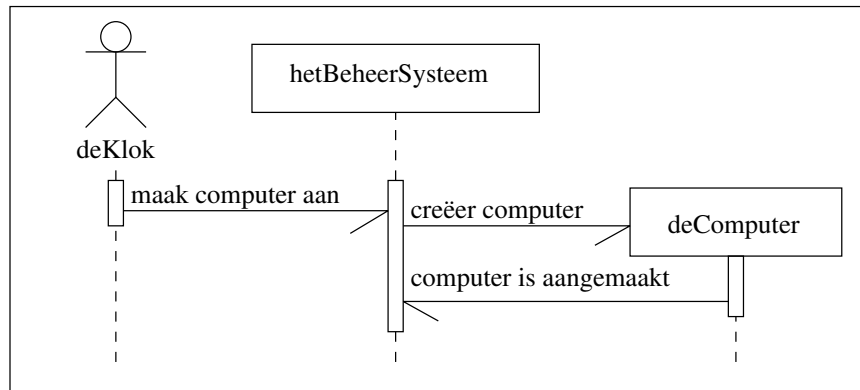 hetBeheerSysteem
deKlok
maak computer aan
creëer computer
deComputer
computer is aangemaakt